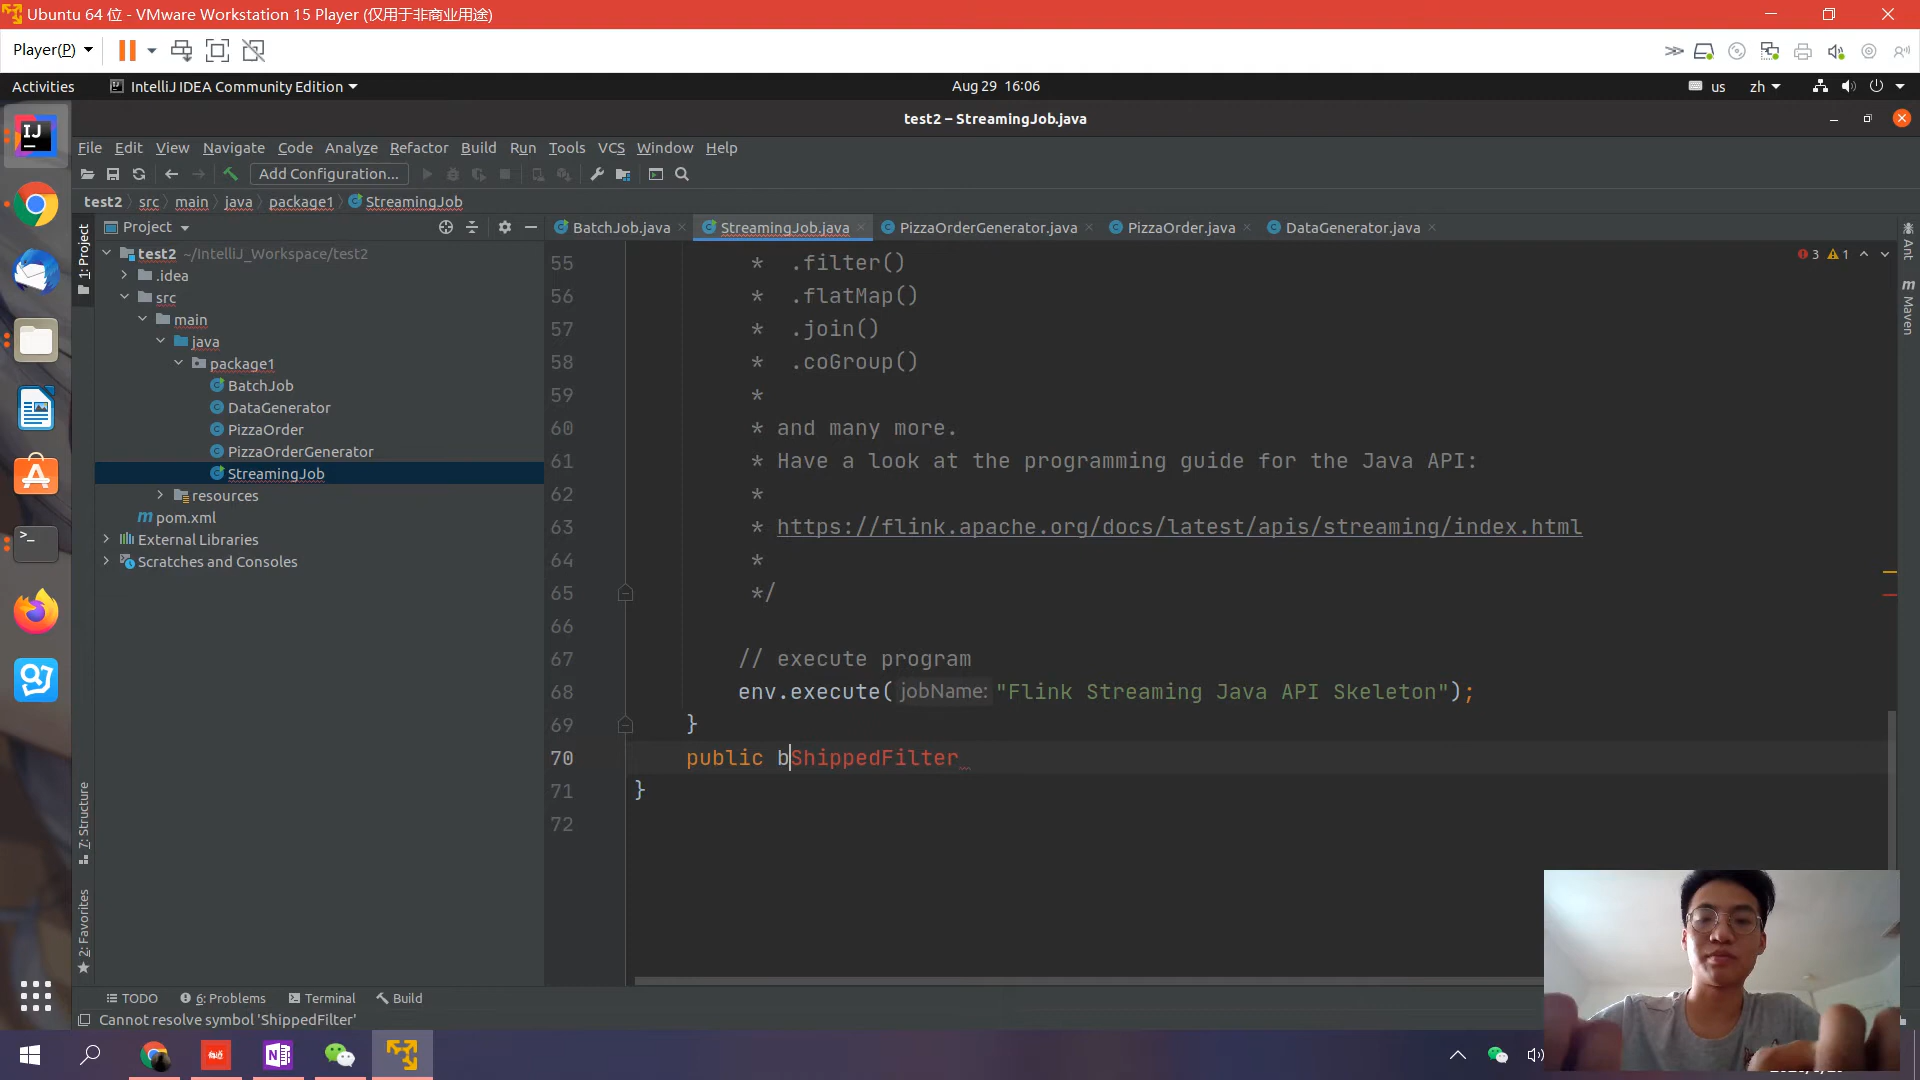 Ubuntu 64 位 - VMware Workstation 15 Player (仅用于非商业用途)
Player(P)
Activities
IntelliJ IDEA Community Edition
Aug 29 16:06
us
zh
test2 – StreamingJob.java
File Edit View Navigate Code Analyze Refactor Build Run Tools VCS Window Help
Add Configuration...
test2 src main java package1 StreamingJob
Project
BatchJob.java
StreamingJob.java
PizzaOrderGenerator.java
PizzaOrder.java
DataGenerator.java
1: Project
7: Structure
2: Favorites
Ant
Maven
test2 ~/IntelliJ_Workspace/test2
.idea
src
main
java
package1
BatchJob
DataGenerator
PizzaOrder
PizzaOrderGenerator
StreamingJob
resources
pom.xml
External Libraries
Scratches and Consoles
3 1
55 * .filter()
56 * .flatMap()
57 * .join()
58 * .coGroup()
59 *
60 * and many more.
61 * Have a look at the programming guide for the Java API:
62 *
63 * https://flink.apache.org/docs/latest/apis/streaming/index.html
64 *
65 */
66
67 // execute program
68 env.execute( jobName: "Flink Streaming Java API Skeleton");
69 }
70 public bShippedFilter
71 }
72
TODO 6: Problems Terminal Build
Cannot resolve symbol 'ShippedFilter'